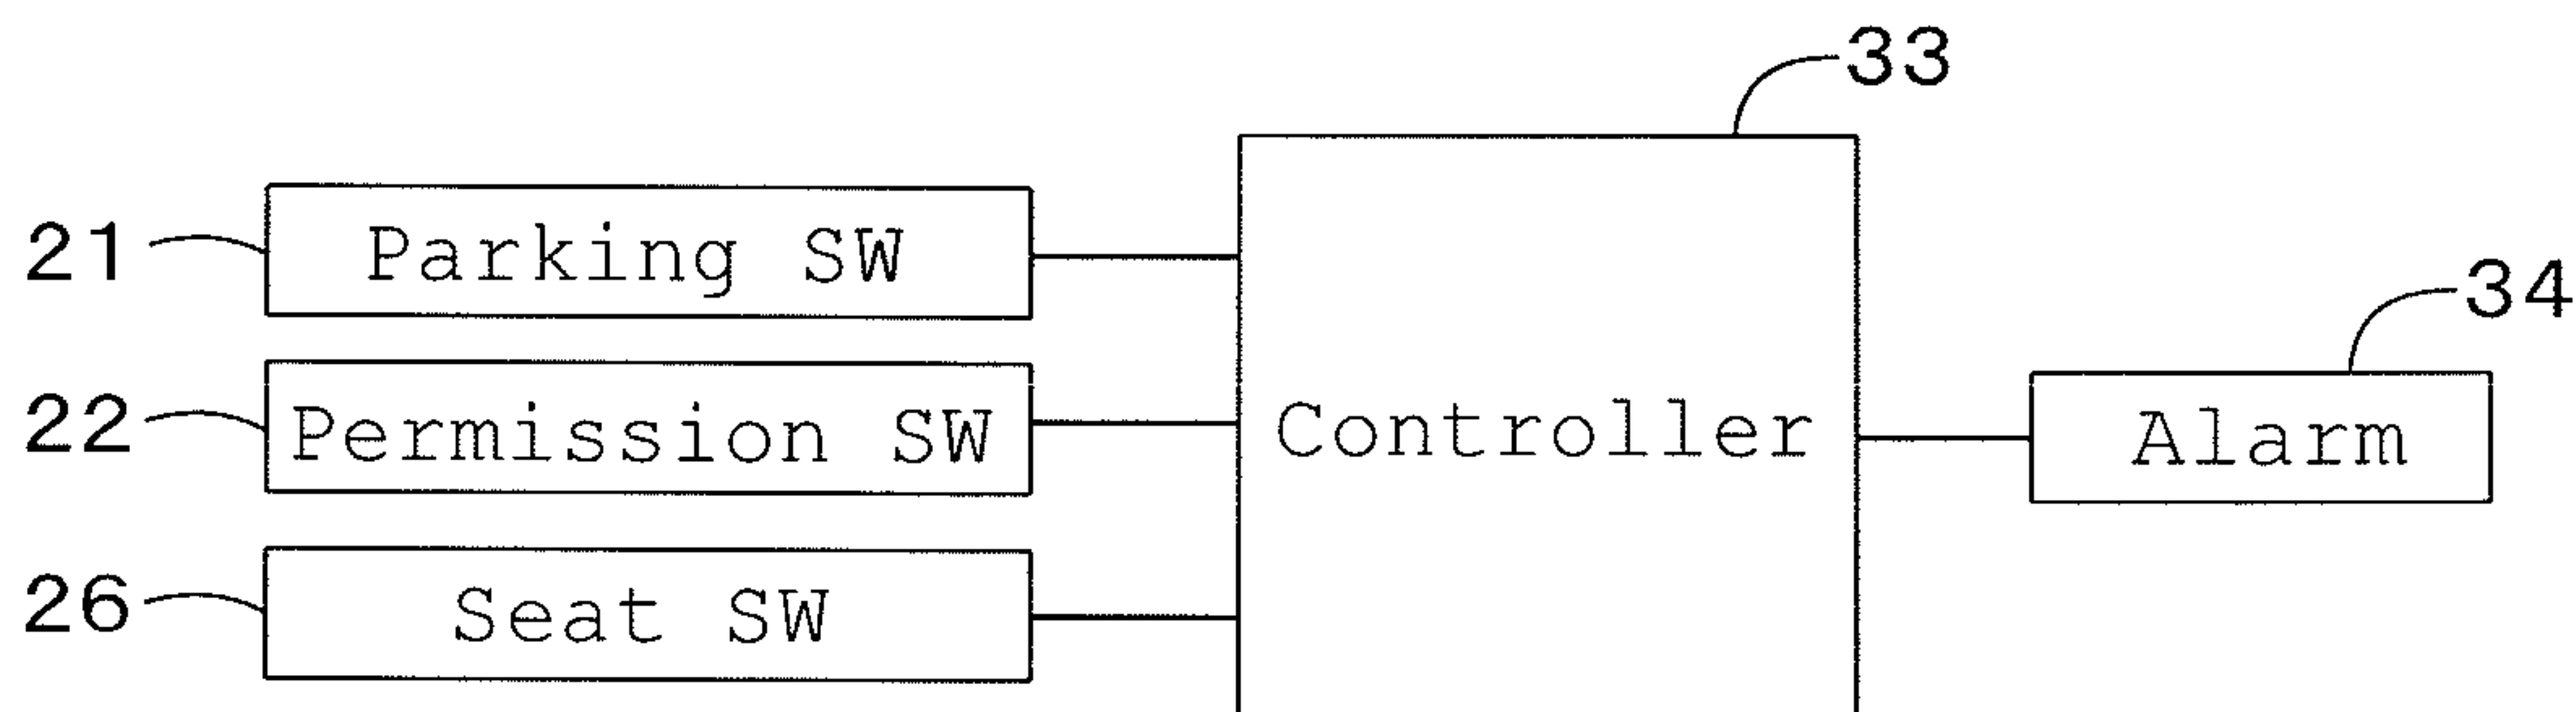 33
21 Parking SW
34
22 Permission SW
Controller
Alarm
26 Seat SW